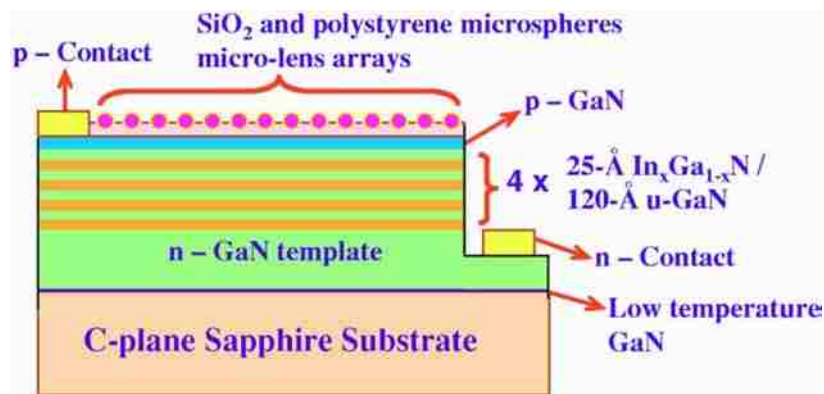 SiO₂ and polystyrene microspheres
micro-lens arrays
p – Contact
p – GaN
4 x
25-Å InₓGa₁₋ₓN /
120-Å u-GaN
n – GaN template
n – Contact
Low temperatures
GaN
C-plane Sapphire Substrate